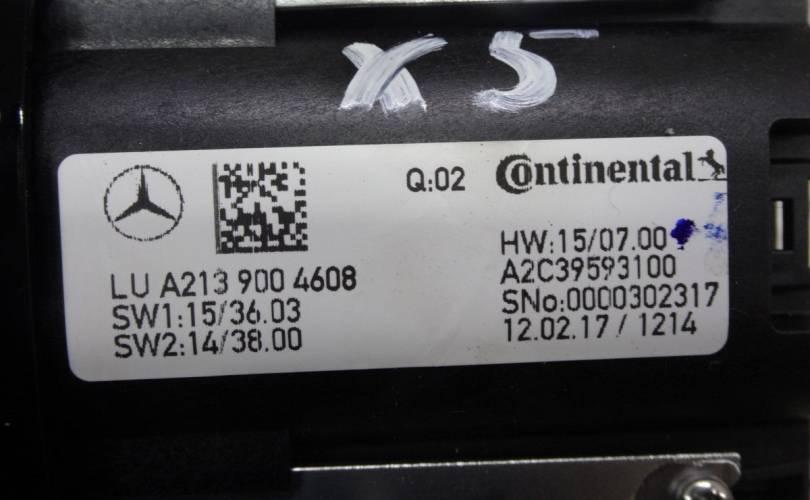 X5
Q:02 Continental
HW:15/07.00
LU A213 900 4608
A2C39593100
SW1:15/36.03
SNo:0000302317
SW2:14/38.00
12.02.17 / 1214